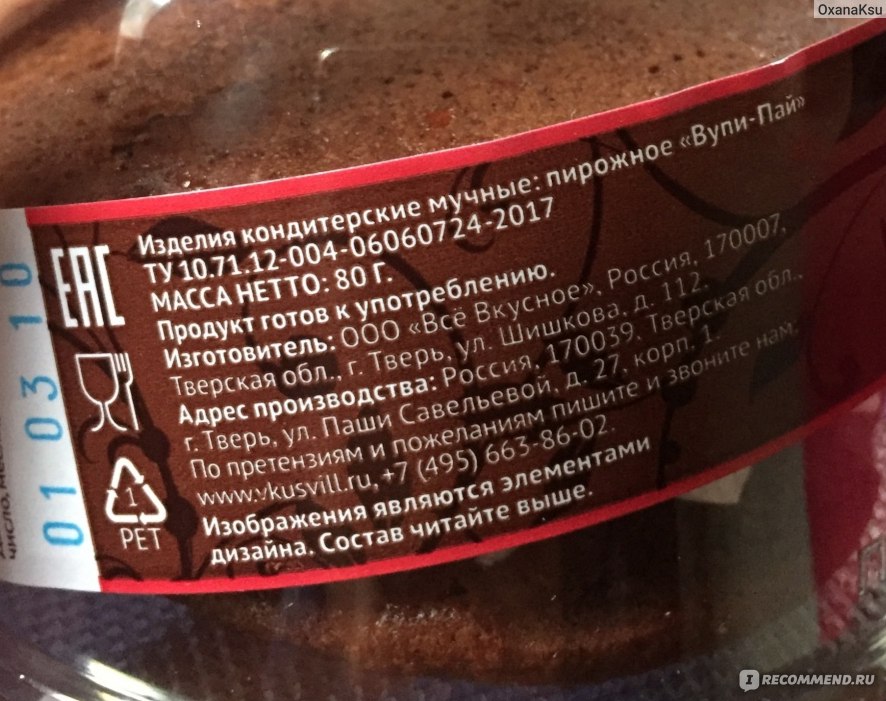 OxanaKsu
Изделия кондитерские мучные: пирожное «Вупи-Пай»
ТУ 10.71.12-004-06060724-2017
МАССА НЕТТО: 80 Г.
Продукт готов к употреблению.
Изготовитель: ООО «Всё Вкусное», Россия, 170007,
Тверская обл., г. Тверь, ул. Шишкова, д. 112.
Адрес производства: Россия, 170039, Тверская обл.,
г. Тверь, ул. Паши Савельевой, д. 27, корп. 1.
По претензиям и пожеланиям пишите и звоните нам:
www.vkusvill.ru, +7 (495) 663-86-02.
Изображения являются элементами
дизайна. Состав читайте выше.
EAC
1
PET
01 03 10
число,
IRECOMMEND.RU